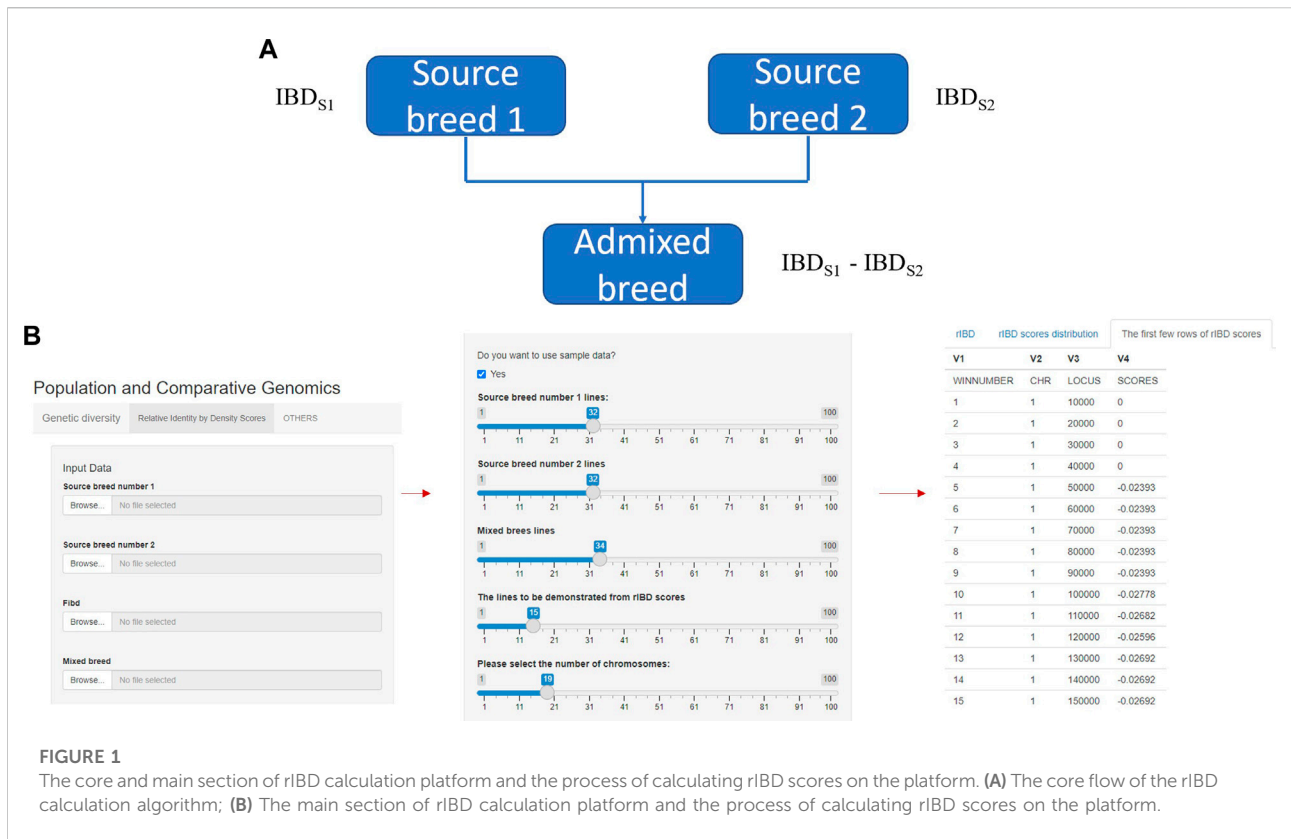 A
Source
breed 1
IBDS1
Source
breed 2
IBDS2
Admixed
breed
IBDS1 - IBDS2
B
Population and Comparative Genomics
Genetic diversity Relative Identity by Density Scores OTHERS
Input Data
Source breed number 1
Browse... No file selected
Source breed number 2
Browse... No file selected
Fibd
Browse... No file selected
Mixed breed
Browse... No file selected
Do you want to use sample data?
Yes
Source breed number 1 lines:
1 32 100
1 11 21 31 41 51 61 71 81 91 100
Source breed number 2 lines
1 32 100
1 11 21 31 41 51 61 71 81 91 100
Mixed brees lines
1 34 100
1 11 21 31 41 51 61 71 81 91 100
The lines to be demonstrated from rIBD scores
1 15 100
1 11 21 31 41 51 61 71 81 91 100
Please select the number of chromosomes:
1 19 100
1 11 21 31 41 51 61 71 81 91 100
rIBD rIBD scores distribution The first few rows of rIBD scores
V1 V2 V3 V4
WINNUMBER CHR LOCUS SCORES
1 1 10000 0
2 1 20000 0
3 1 30000 0
4 1 40000 0
5 1 50000 -0.02393
6 1 60000 -0.02393
7 1 70000 -0.02393
8 1 80000 -0.02393
9 1 90000 -0.02393
10 1 100000 -0.02778
11 1 110000 -0.02682
12 1 120000 -0.02596
13 1 130000 -0.02692
14 1 140000 -0.02692
15 1 150000 -0.02692
FIGURE 1
The core and main section of rIBD calculation platform and the process of calculating rIBD scores on the platform. (A) The core flow of the rIBD
calculation algorithm; (B) The main section of rIBD calculation platform and the process of calculating rIBD scores on the platform.